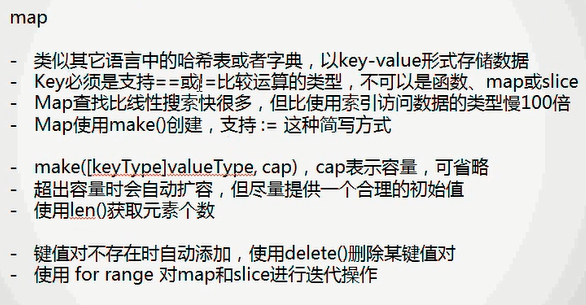 map
- 类似其它语言中的哈希表或者字典，以key-value形式存储数据
- Key必须是支持==或!=比较运算的类型，不可以是函数、map或slice
- Map查找比线性搜索快很多，但比使用索引访问数据的类型慢100倍
- Map使用make()创建，支持 := 这种简写方式
- make([keyType]valueType, cap)，cap表示容量，可省略
- 超出容量时会自动扩容，但尽量提供一个合理的初始值
- 使用len()获取元素个数
- 键值对不存在时自动添加，使用delete()删除某键值对
- 使用 for range 对map和slice进行迭代操作